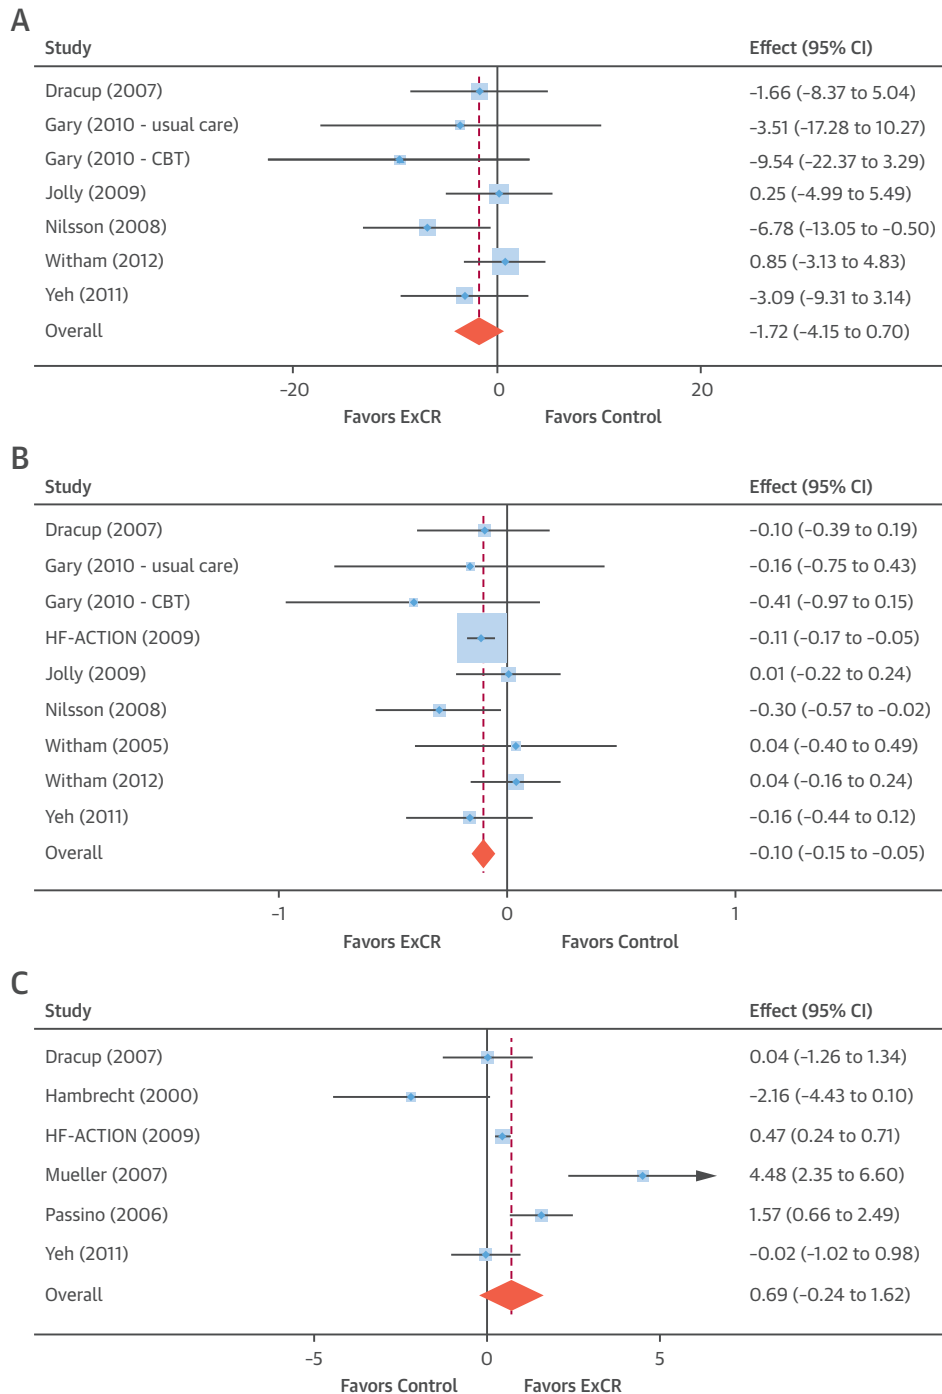 A
Study Effect (95% CI)
Dracup (2007) –1.66 (–8.37 to 5.04)
Gary (2010 - usual care) –3.51 (–17.28 to 10.27)
Gary (2010 - CBT) –9.54 (–22.37 to 3.29)
Jolly (2009) 0.25 (–4.99 to 5.49)
Nilsson (2008) –6.78 (–13.05 to –0.50)
Witham (2012) 0.85 (–3.13 to 4.83)
Yeh (2011) –3.09 (–9.31 to 3.14)
Overall –1.72 (–4.15 to 0.70)
–20 0 20
Favors ExCR Favors Control
B
Study Effect (95% CI)
Dracup (2007) –0.10 (–0.39 to 0.19)
Gary (2010 - usual care) –0.16 (–0.75 to 0.43)
Gary (2010 - CBT) –0.41 (–0.97 to 0.15)
HF-ACTION (2009) –0.11 (–0.17 to –0.05)
Jolly (2009) 0.01 (–0.22 to 0.24)
Nilsson (2008) –0.30 (–0.57 to –0.02)
Witham (2005) 0.04 (–0.40 to 0.49)
Witham (2012) 0.04 (–0.16 to 0.24)
Yeh (2011) –0.16 (–0.44 to 0.12)
Overall –0.10 (–0.15 to –0.05)
–1 0 1
Favors ExCR Favors Control
C
Study Effect (95% CI)
Dracup (2007) 0.04 (–1.26 to 1.34)
Hambrecht (2000) –2.16 (–4.43 to 0.10)
HF-ACTION (2009) 0.47 (0.24 to 0.71)
Mueller (2007) 4.48 (2.35 to 6.60)
Passino (2006) 1.57 (0.66 to 2.49)
Yeh (2011) –0.02 (–1.02 to 0.98)
Overall 0.69 (–0.24 to 1.62)
–5 0 5
Favors Control Favors ExCR